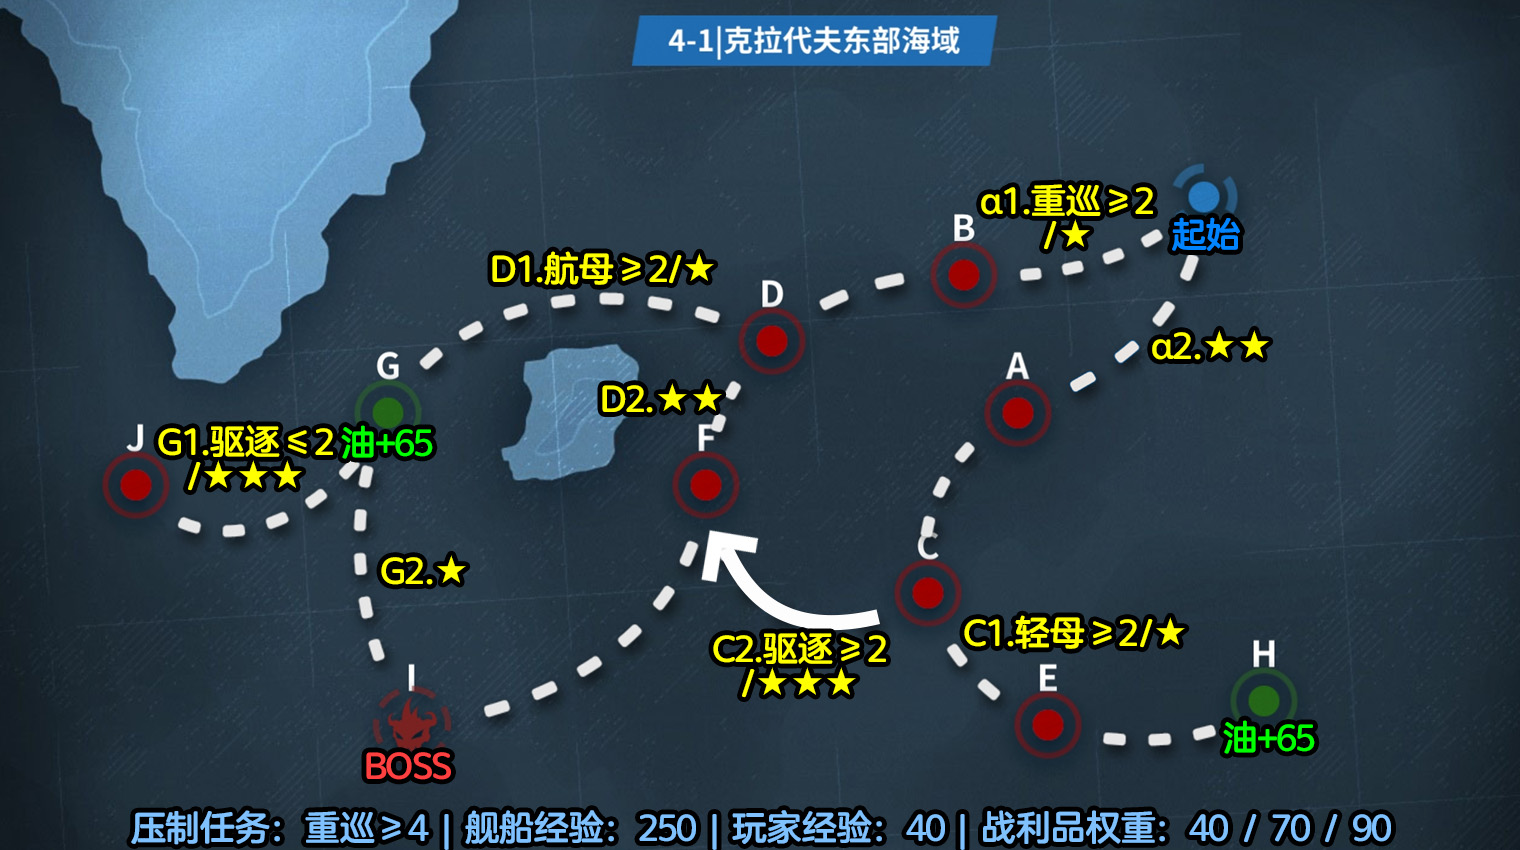 4-1|克拉代夫东部海域
α1.重巡≥2
/★
B
起始
D1.航母≥2/★
D
α2.★★
G
A
D2.★★
J
G1.驱逐≤2
/★★★
油+65
F
C
G2.★
C1.轻母≥2/★
C2.驱逐≥2
/★★★
H
I
E
油+65
BOSS
压制任务：重巡≥4 | 舰船经验：250 | 玩家经验：40 | 战利品权重：40 / 70 / 90